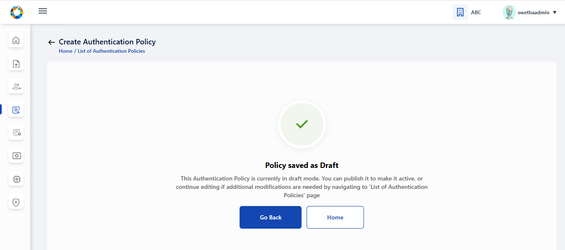 ABC
swethaadmin
Create Authentication Policy
Home / List of Authentication Policies
Policy saved as Draft
This Authentication Policy is currently in draft mode. You can publish it to make it active, or
continue editing if additional modifications are needed by navigating to 'List of Authentication
Policies' page
Go Back
Home